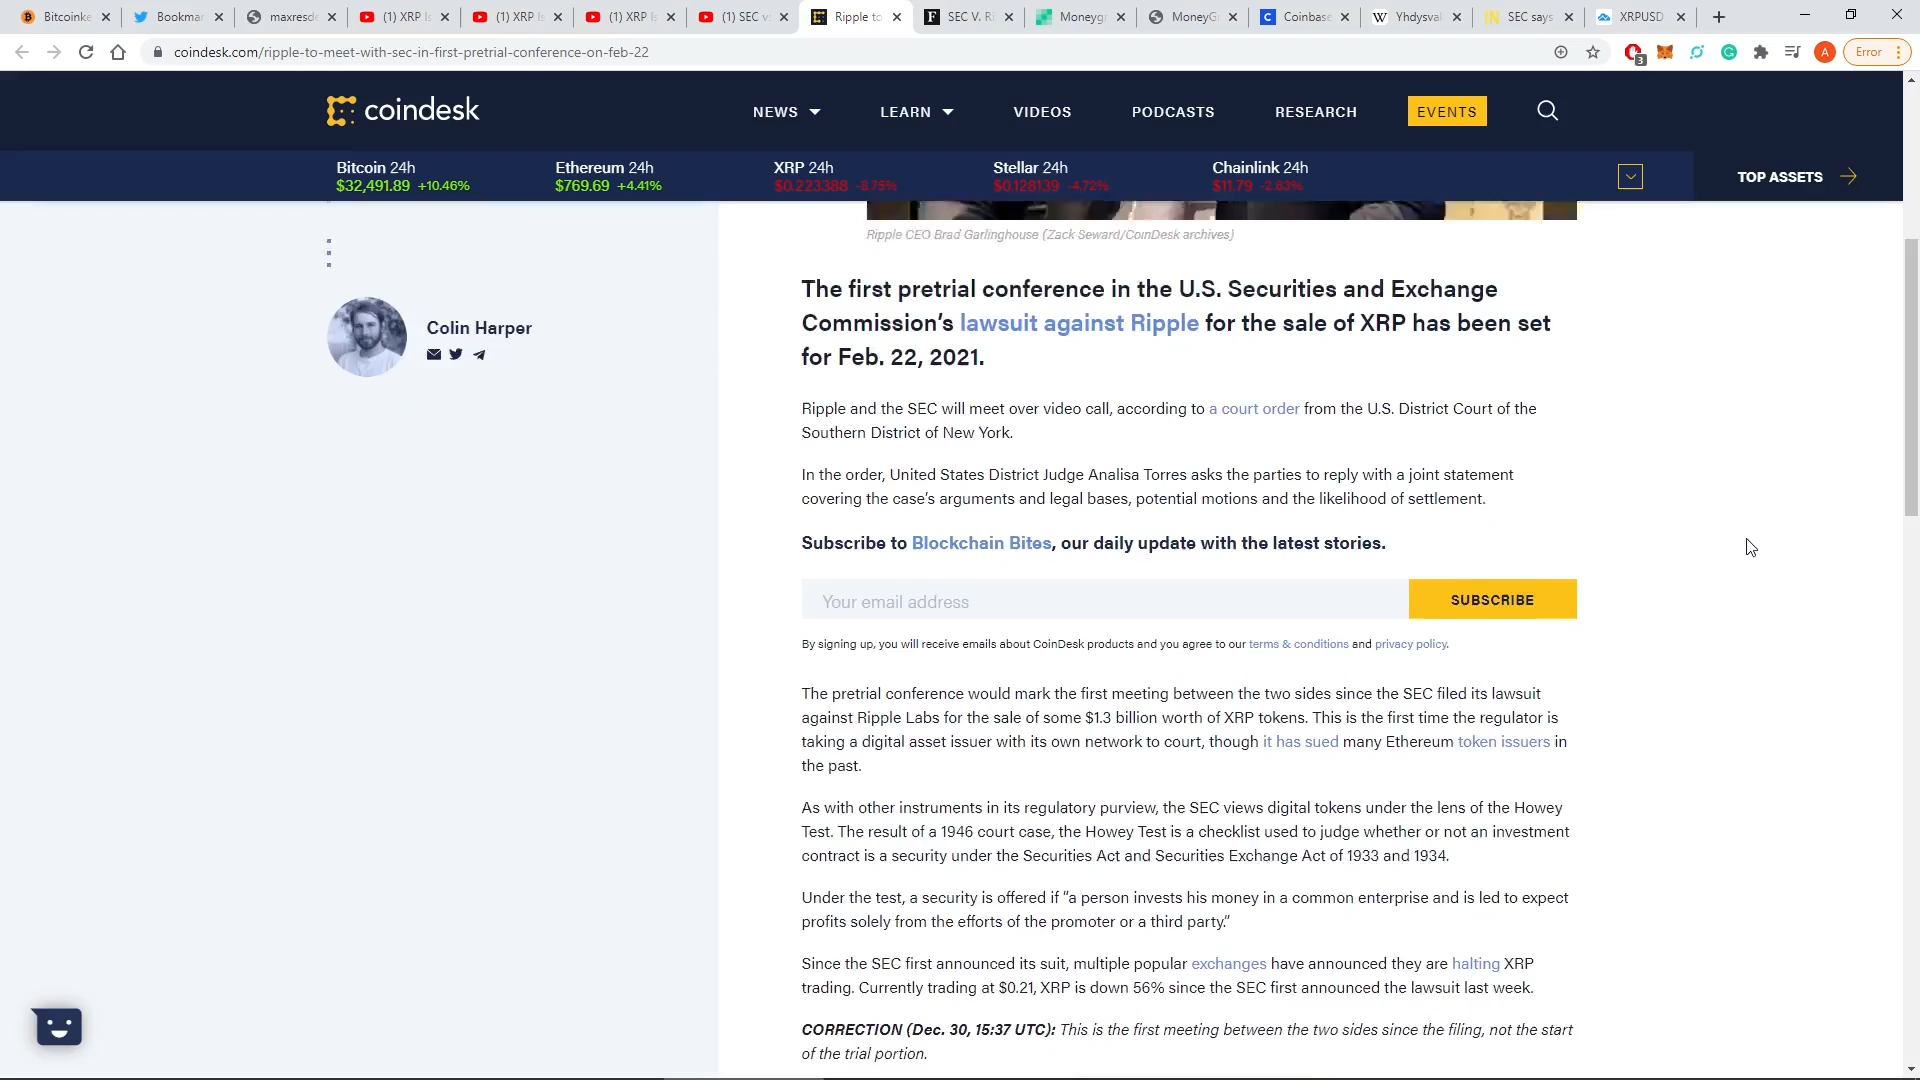 Bitcoinke
Bookmar
maxresde
(1) XRP Is
(1) XRP Is
(1) XRP Is
(1) SEC v
Ripple to
SEC V. RI
Moneygr
MoneyGr
Coinbase
Yhdysval
SEC says
XRPUSD
coindesk.com/ripple-to-meet-with-sec-in-first-pretrial-conference-on-feb-22
3
A
Error
coindesk
NEWS
LEARN
VIDEOS
PODCASTS
RESEARCH
EVENTS
Bitcoin 24h
$32,491.89 +10.46%
Ethereum 24h
$769.69 +4.41%
XRP 24h
$0.223388 -8.75%
Stellar 24h
$0.128139 -4.72%
Chainlink 24h
$11.79 -2.63%
TOP ASSETS
Ripple CEO Brad Garlinghouse (Zack Seward/CoinDesk archives)
Colin Harper
The first pretrial conference in the U.S. Securities and Exchange
Commission's lawsuit against Ripple for the sale of XRP has been set
for Feb. 22, 2021.
Ripple and the SEC will meet over video call, according to a court order from the U.S. District Court of the
Southern District of New York.
In the order, United States District Judge Analisa Torres asks the parties to reply with a joint statement
covering the case's arguments and legal bases, potential motions and the likelihood of settlement.
Subscribe to Blockchain Bites, our daily update with the latest stories.
Your email address
SUBSCRIBE
By signing up, you will receive emails about CoinDesk products and you agree to our terms & conditions and privacy policy.
The pretrial conference would mark the first meeting between the two sides since the SEC filed its lawsuit
against Ripple Labs for the sale of some $1.3 billion worth of XRP tokens. This is the first time the regulator is
taking a digital asset issuer with its own network to court, though it has sued many Ethereum token issuers in
the past.
As with other instruments in its regulatory purview, the SEC views digital tokens under the lens of the Howey
Test. The result of a 1946 court case, the Howey Test is a checklist used to judge whether or not an investment
contract is a security under the Securities Act and Securities Exchange Act of 1933 and 1934.
Under the test, a security is offered if "a person invests his money in a common enterprise and is led to expect
profits solely from the efforts of the promoter or a third party."
Since the SEC first announced its suit, multiple popular exchanges have announced they are halting XRP
trading. Currently trading at $0.21, XRP is down 56% since the SEC first announced the lawsuit last week.
CORRECTION (Dec. 30, 15:37 UTC): This is the first meeting between the two sides since the filing, not the start
of the trial portion.